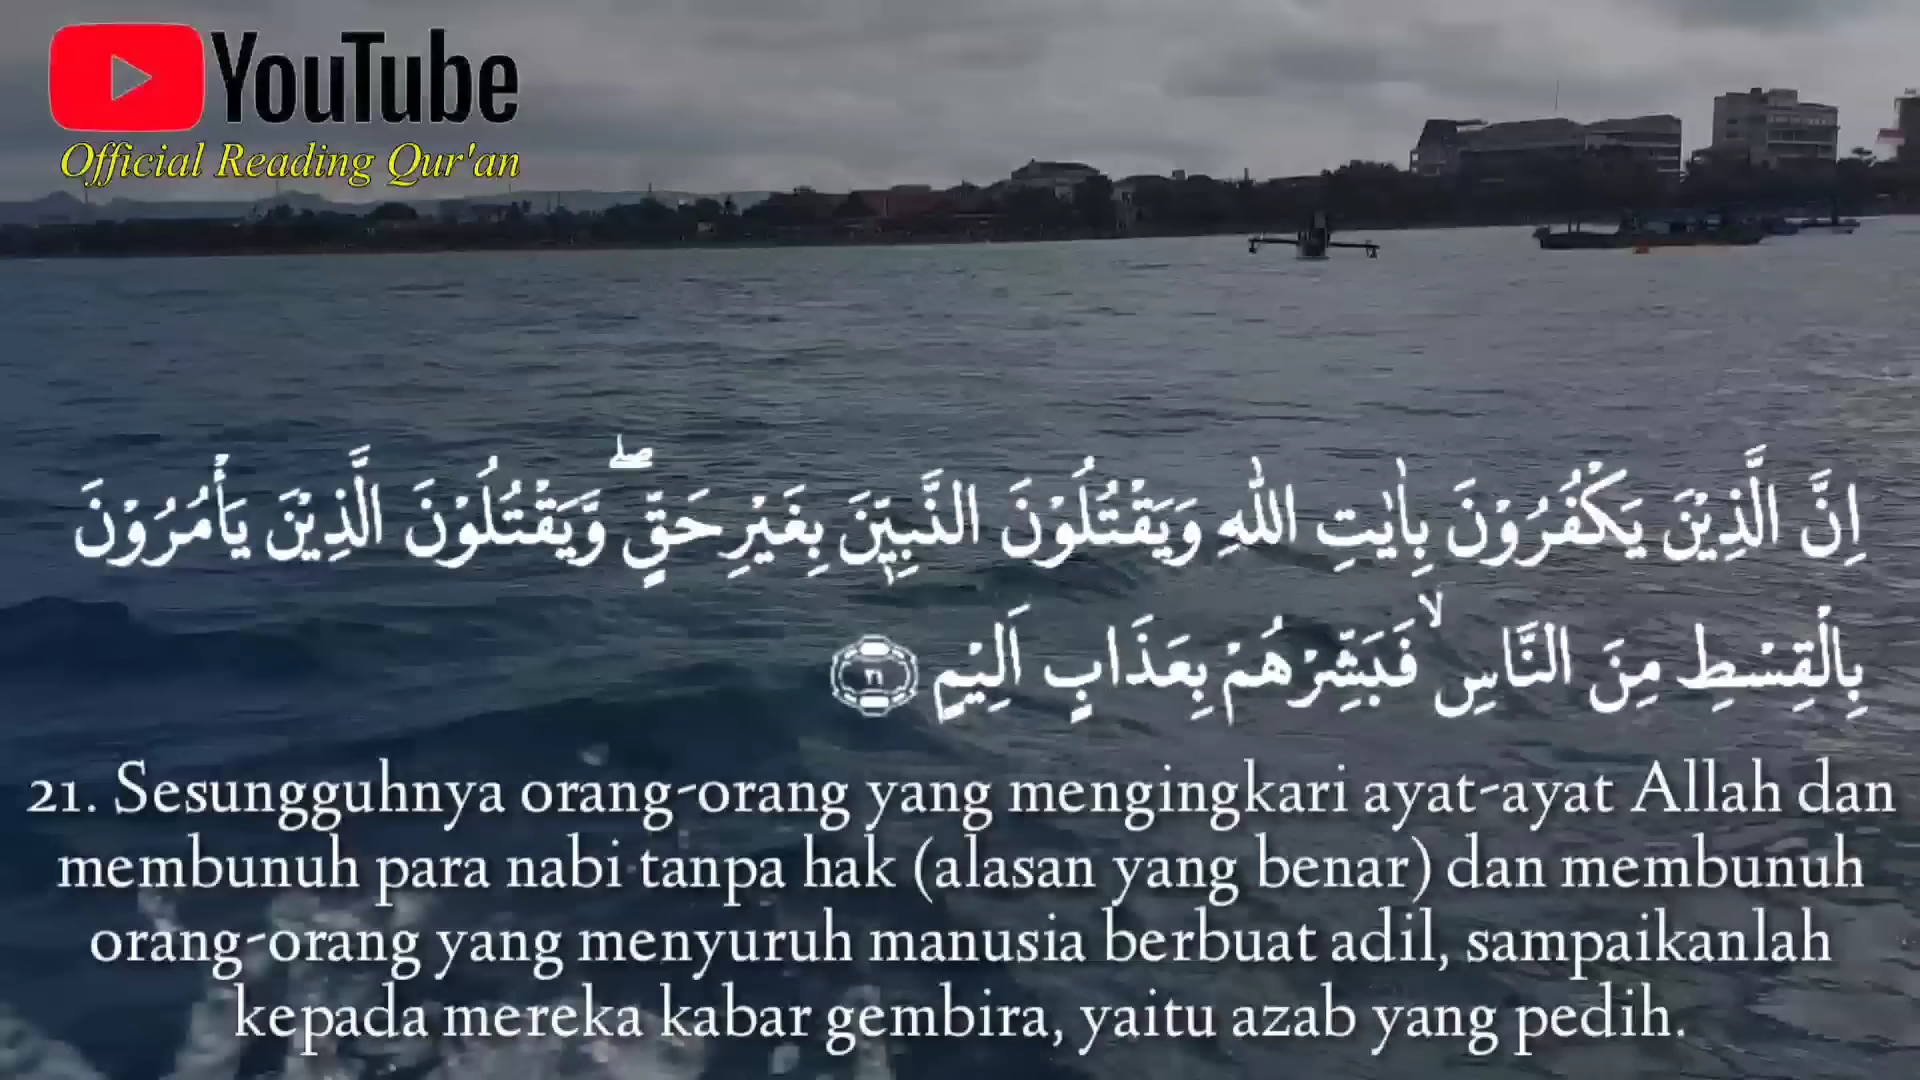 YouTube
Official Reading Qur'an
اِنَّ الَّذِيْنَ يَكْفُرُوْنَ بِاٰيٰتِ اللّٰهِ وَيَقْتُلُوْنَ النَّبِيّٖنَ بِغَيْرِ حَقٍّۖ وَّيَقْتُلُوْنَ الَّذِيْنَ يَأْمُرُوْنَ
بِالْقِسْطِ مِنَ النَّاسِۙ فَبَشِّرْهُمْ بِعَذَابٍ اَلِيْمٍ ٢١
21. Sesungguhnya orang-orang yang mengingkari ayat-ayat Allah dan
membunuh para nabi tanpa hak (alasan yang benar) dan membunuh
orang-orang yang menyuruh manusia berbuat adil, sampaikanlah
kepada mereka kabar gembira, yaitu azab yang pedih.